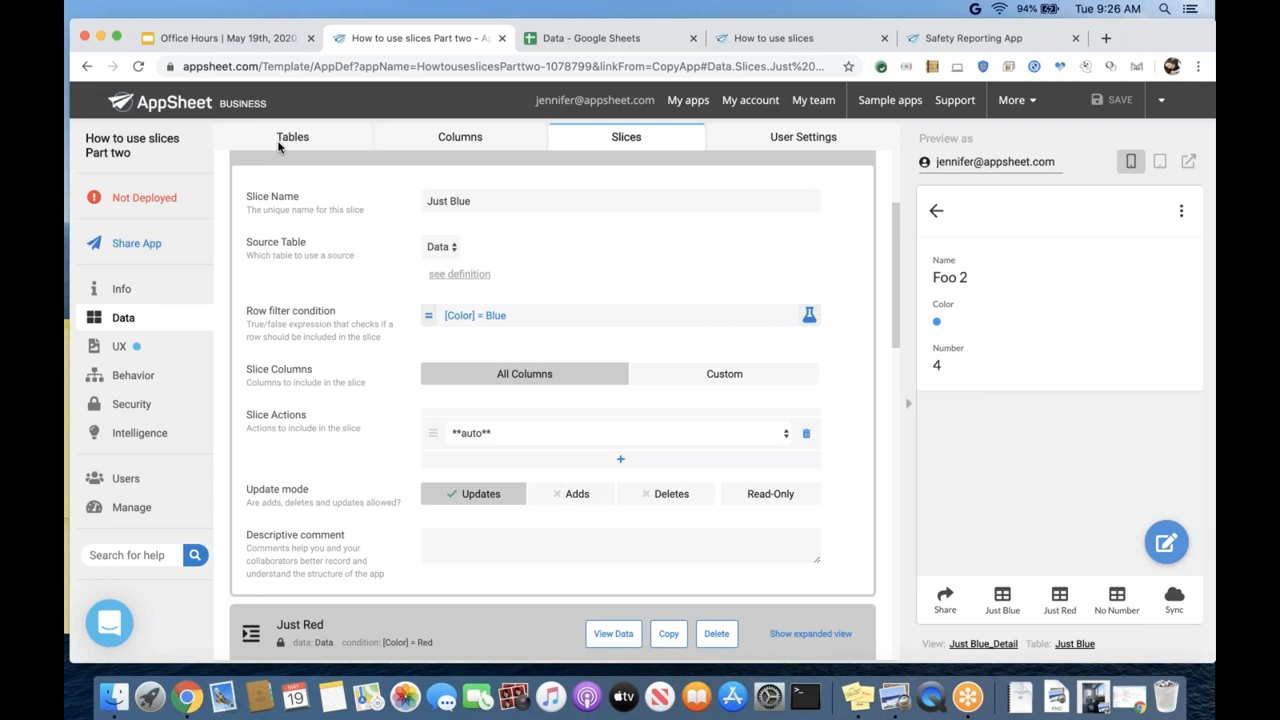 94%
Tue 9:26 AM
Office Hours | May 19th, 2020
How to use slices Part two - A
Data - Google Sheets
How to use slices
Safety Reporting App
appsheet.com/Template/AppDef?appName=HowtouseslicesParttwo-1078799&linkFrom=CopyApp#Data.Slices.Just%20...
AppSheet BUSINESS
jennifer@appsheet.com
My apps
My account
My team
Sample apps
Support
More
SAVE
How to use slices
Part two
Tables
Columns
Slices
User Settings
Preview as
jennifer@appsheet.com
Not Deployed
Share App
Info
Data
UX
Behavior
Security
Intelligence
Users
Manage
Search for help
Slice Name
The unique name for this slice
Just Blue
Source Table
Which table to use a source
Data
see definition
Row filter condition
True/false expression that checks if a
row should be included in the slice
= [Color] = Blue
Slice Columns
Columns to include in the slice
All Columns
Custom
Slice Actions
Actions to include in the slice
**auto**
+
Update mode
Are adds, deletes and updates allowed?
Updates
Adds
Deletes
Read-Only
Descriptive comment
Comments help you and your
collaborators better record and
understand the structure of the app
Just Red
data: Data condition: [Color] = Red
View Data
Copy
Delete
Show expanded view
Name
Foo 2
Color
Number
4
Share
Just Blue
Just Red
No Number
Sync
View: Just Blue_Detail Table: Just Blue
MAY
19
tv